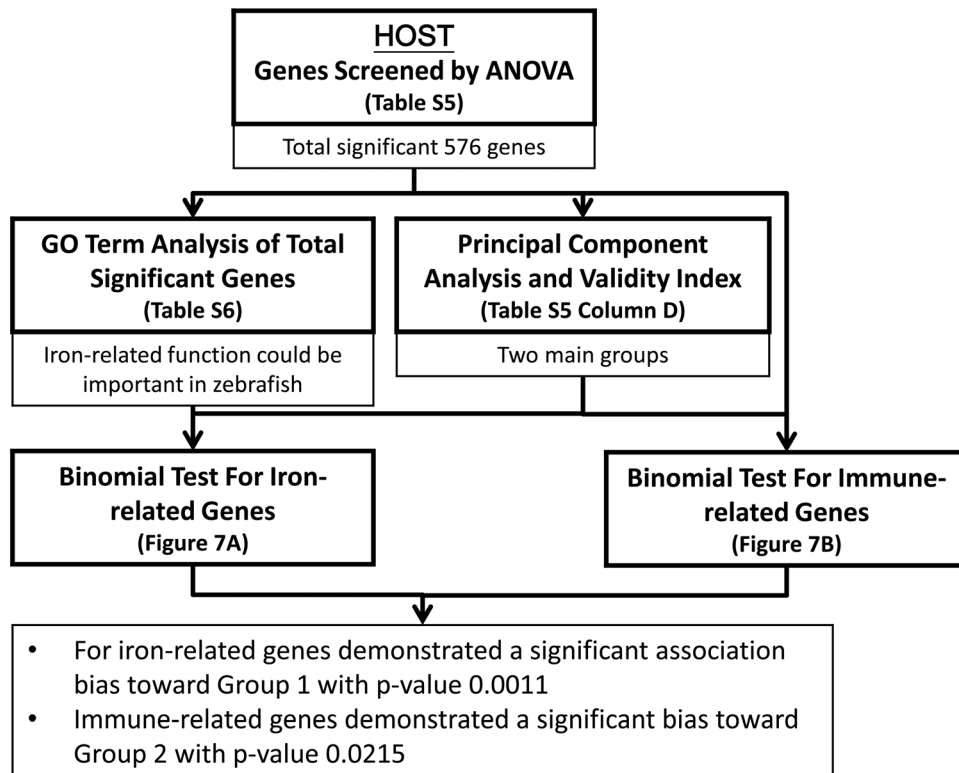 HOST
Genes Screened by ANOVA
(Table S5)
Total significant 576 genes
GO Term Analysis of Total
Significant Genes
(Table S6)
Iron-related function could be
important in zebrafish
Principal Component
Analysis and Validity Index
(Table S5 Column D)
Two main groups
Binomial Test For Iron-
related Genes
(Figure 7A)
Binomial Test For Immune-
related Genes
(Figure 7B)
• For iron-related genes demonstrated a significant association
bias toward Group 1 with p-value 0.0011
• Immune-related genes demonstrated a significant bias toward
Group 2 with p-value 0.0215